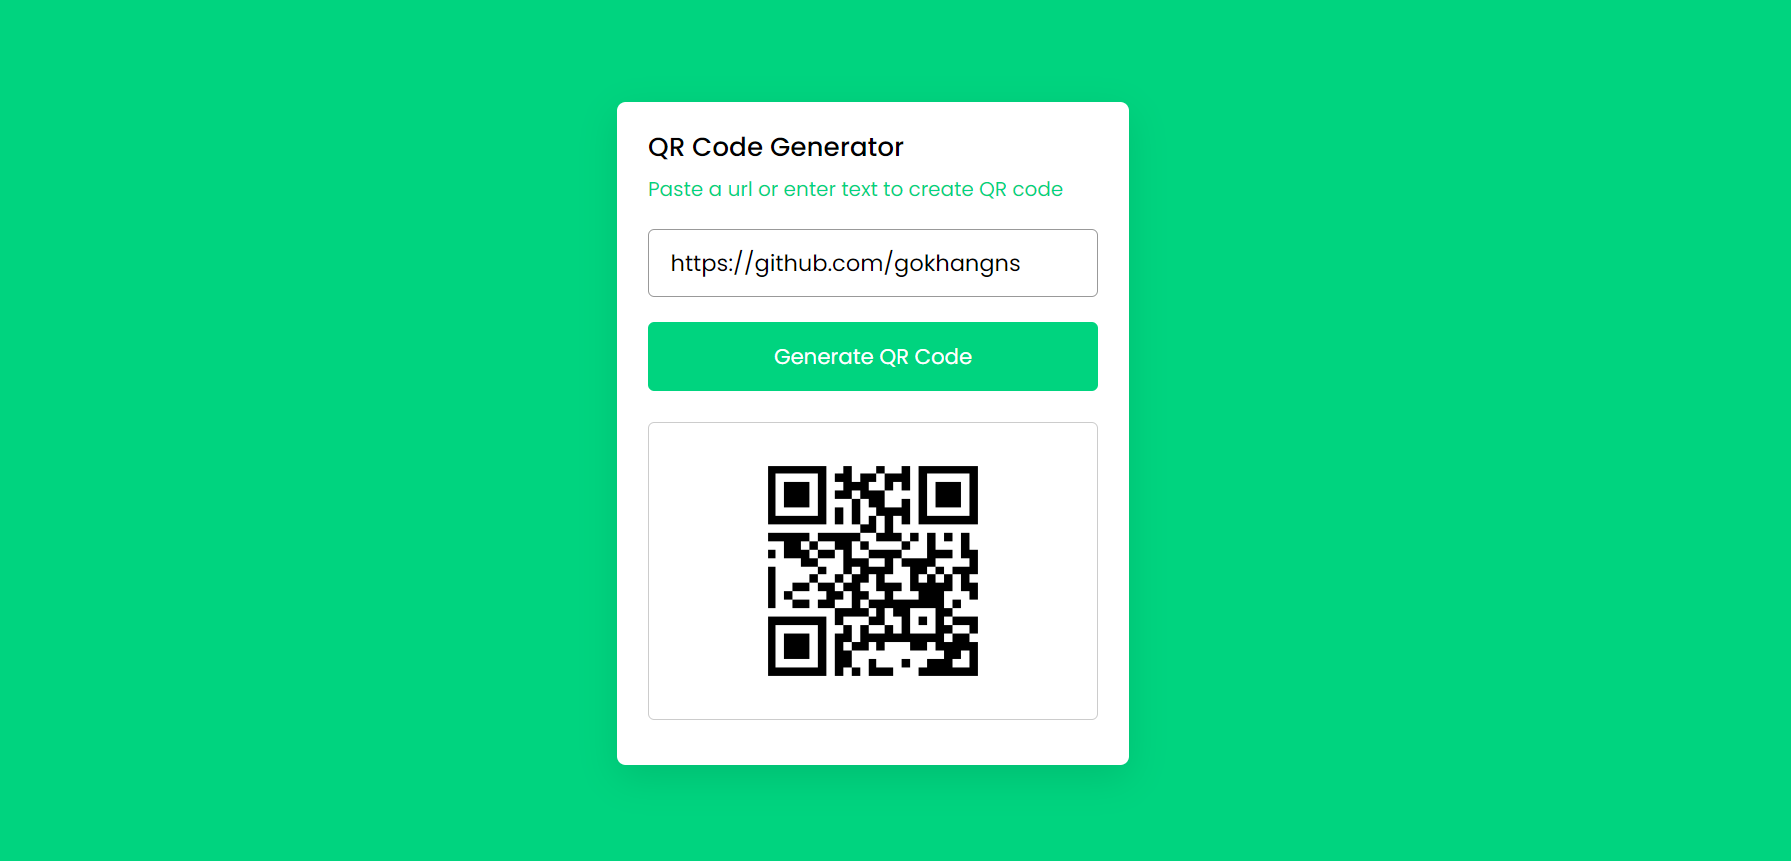 QR Code Generator
Paste a url or enter text to create QR code
https://github.com/gokhangns
Generate QR Code